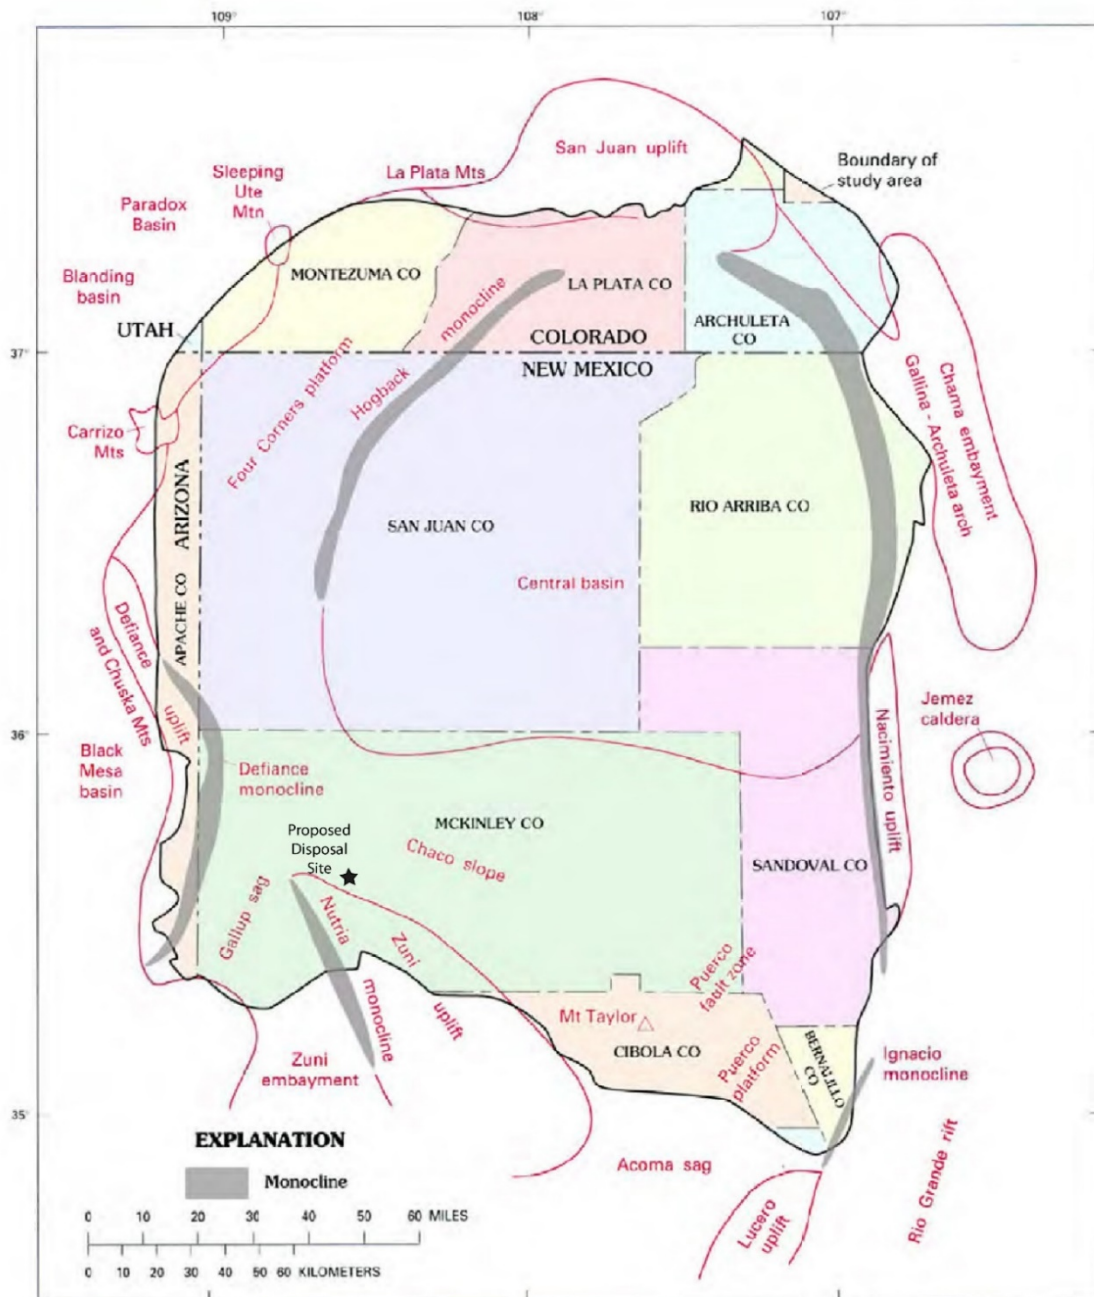 109°
108°
107°
San Juan uplift
Boundary of
study area
La Plata Mts
Sleeping
Ute
Mtn
Paradox
Basin
Blanding
basin
UTAH
MONTEZUMA CO
LA PLATA CO
ARCHULETA
CO
COLORADO
NEW MEXICO
37°
Hogback monocline
Four Corners platform
Carrizo
Mts
ARIZONA
APACHE CO
SAN JUAN CO
RIO ARRIBA CO
Central basin
Chama embayment
Gallina - Archuleta arch
Defiance uplift
and Chuska Mts
36°
Black
Mesa
basin
Defiance
monocline
Jemez
caldera
Nacimiento uplift
MCKINLEY CO
Proposed
Disposal
Site
Chaco slope
SANDOVAL CO
Gallup sag
Nutria monocline
Zuni uplift
Puerco
fault zone
Mt Taylor
CIBOLA CO
Puerco
platform
BERNALILLO
CO
Ignacio
monocline
Zuni
embayment
35°
Acoma sag
Lucero
uplift
Rio Grande rift
EXPLANATION
Monocline
0 10 20 30 40 50 60 MILES
0 10 20 30 40 50 60 KILOMETERS